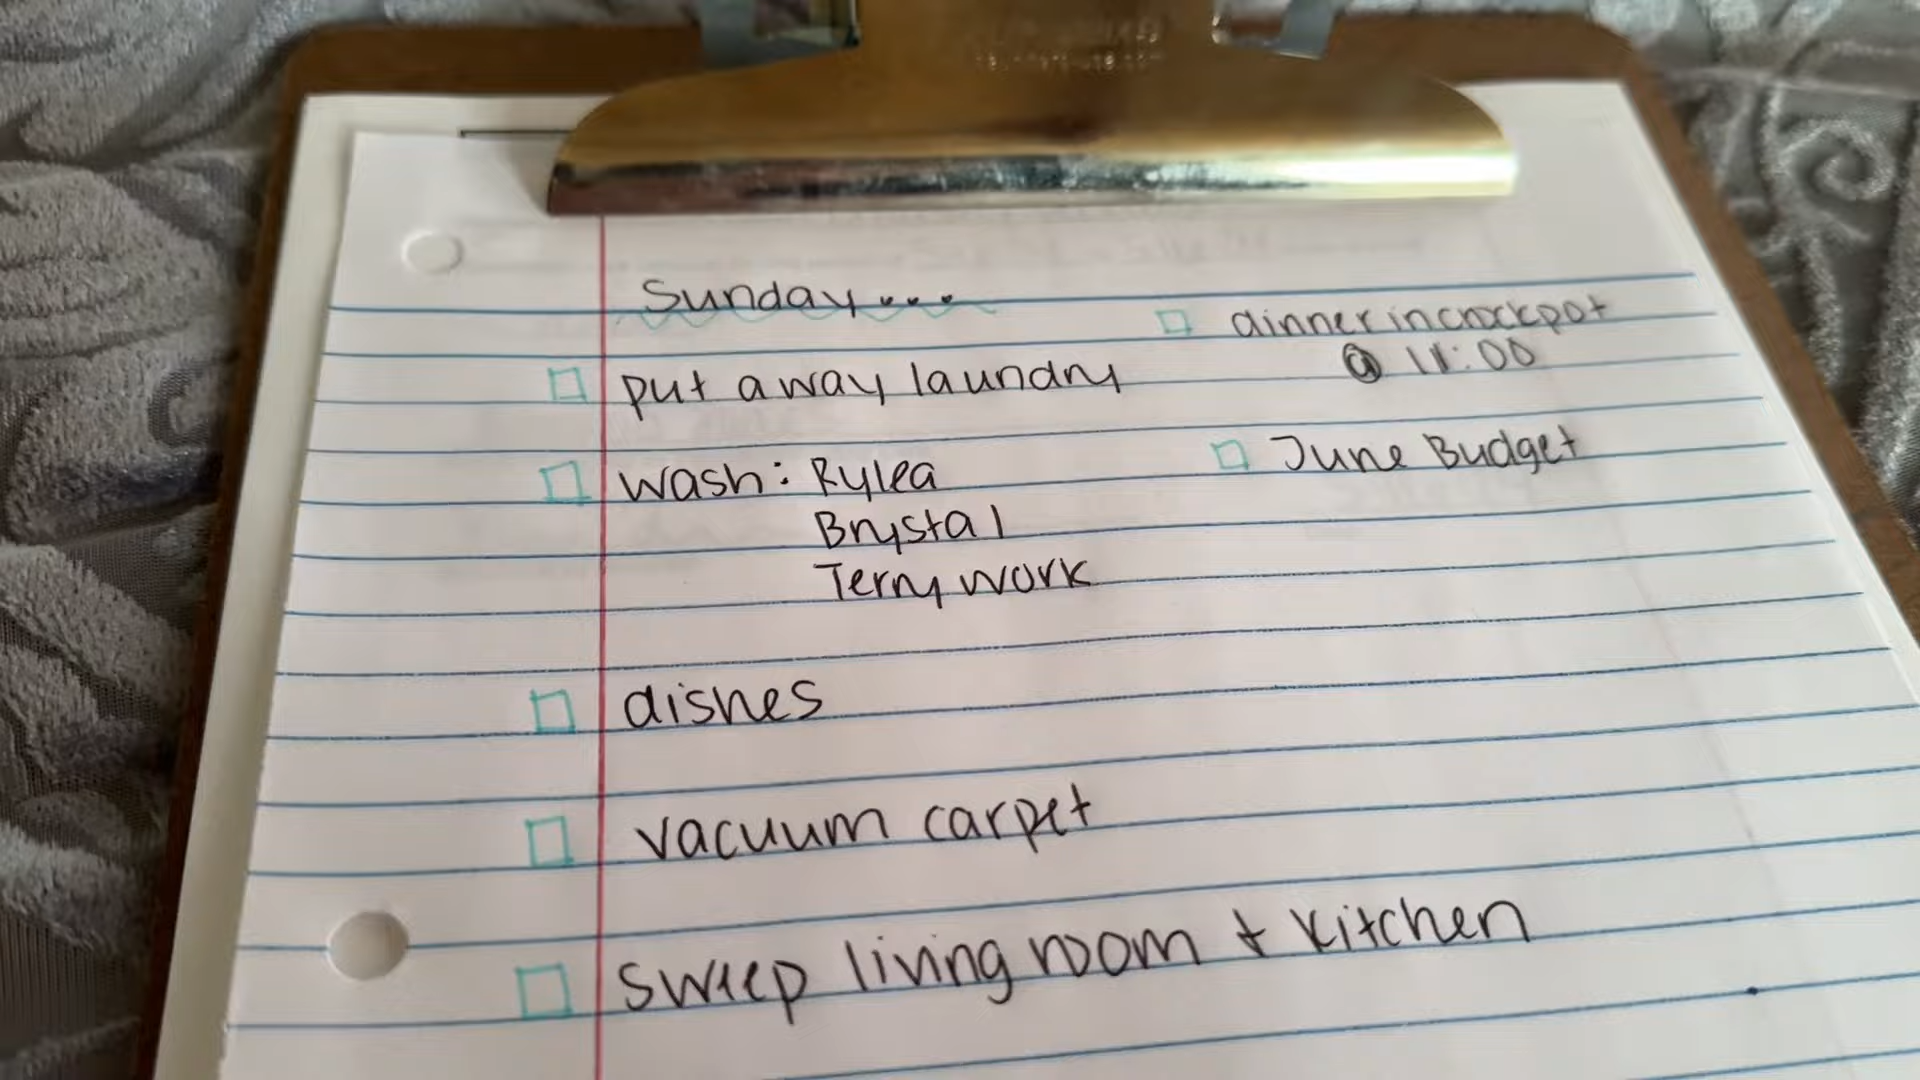 Sunday...
put away laundry
wash: Rylea
Brystal
Terry work
dishes
vacuum carpet
sweep living room + kitchen
dinner in crockpot
@ 11:00
June Budget